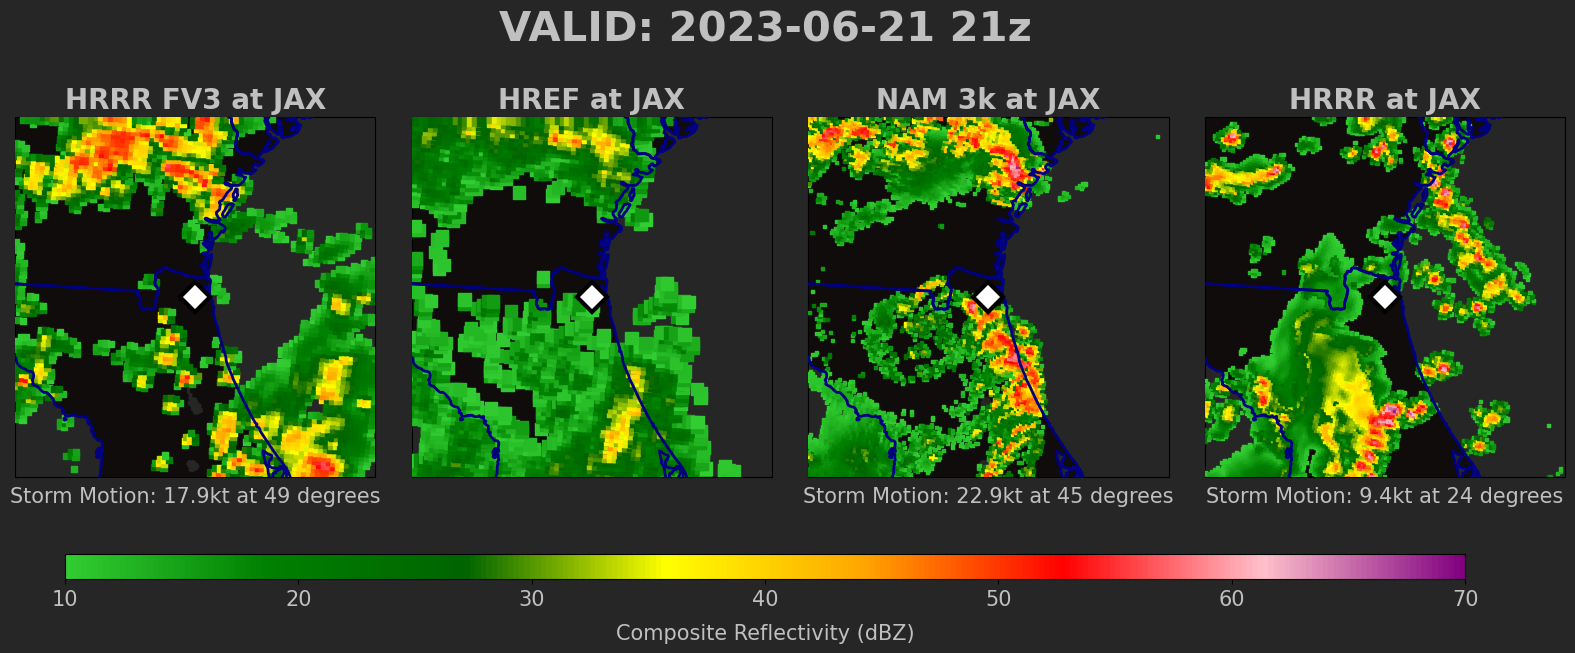 VALID: 2023-06-21 21z
HRRR FV3 at JAX
HREF at JAX
NAM 3k at JAX
HRRR at JAX
Storm Motion: 17.9kt at 49 degrees
Storm Motion: 22.9kt at 45 degrees
Storm Motion: 9.4kt at 24 degrees
10 20 30 40 50 60 70
Composite Reflectivity (dBZ)